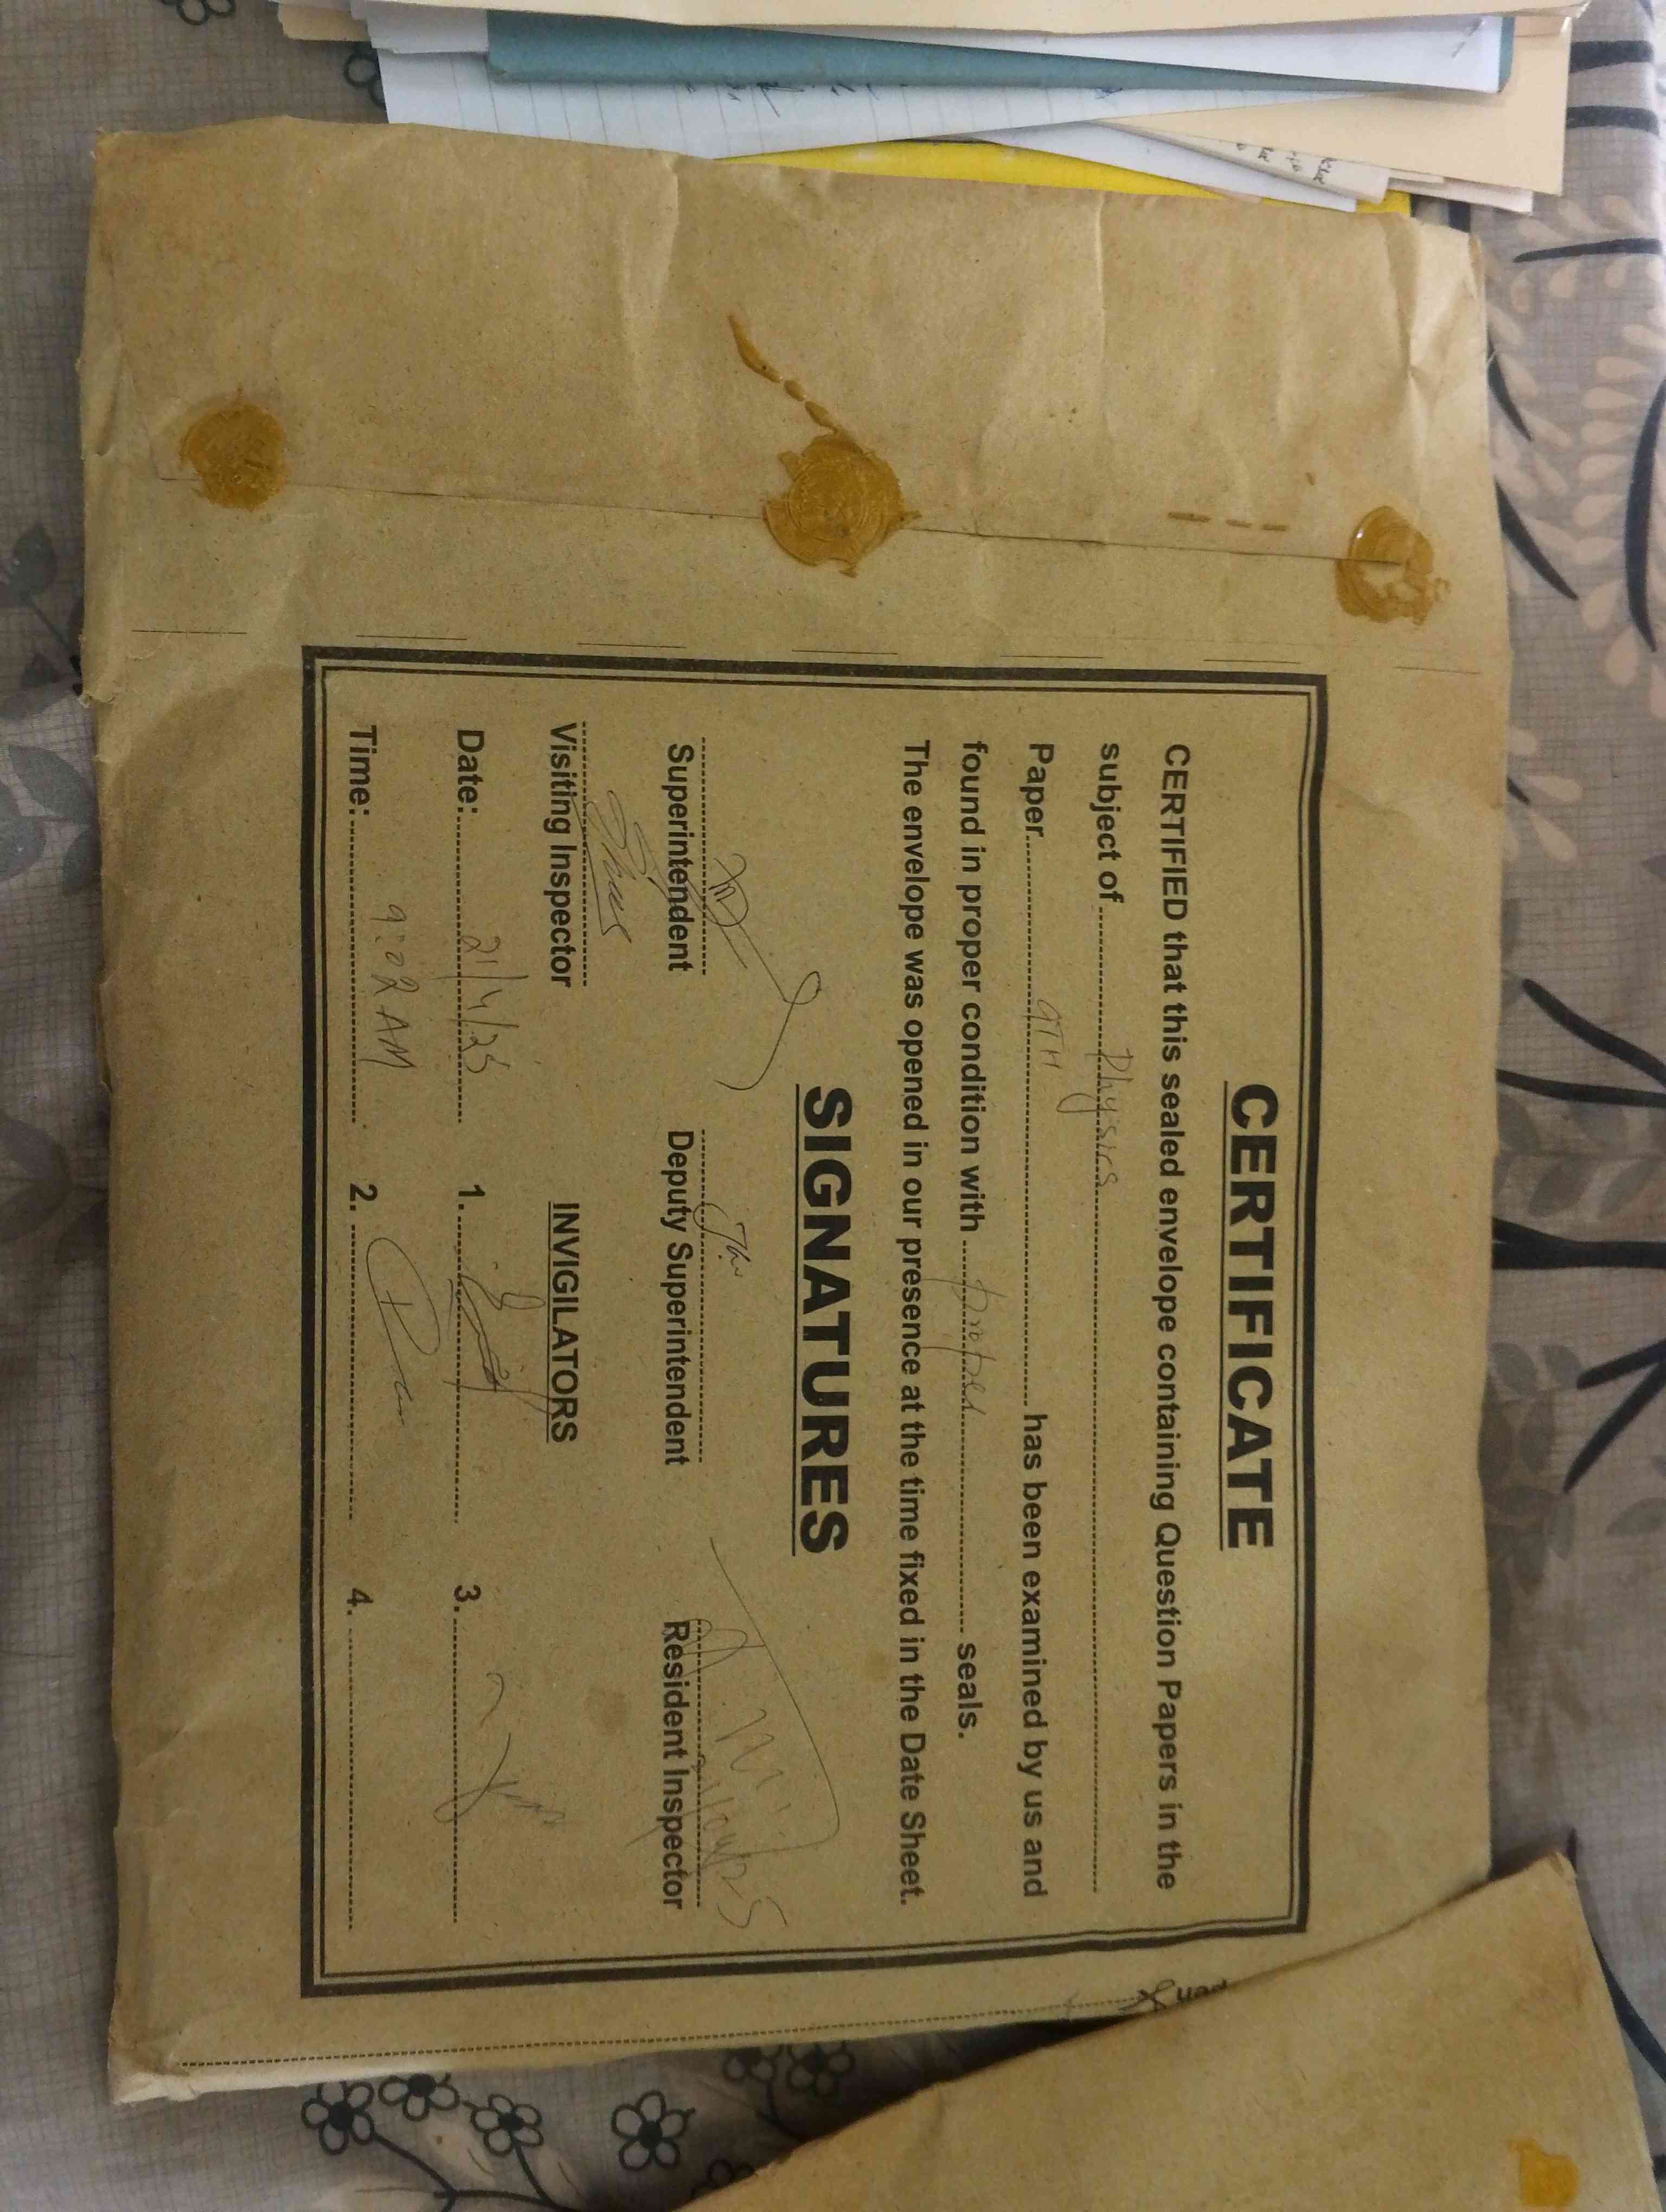 CERTIFICATE
CERTIFIED that this sealed envelope containing Question Papers in the
subject of Physics
Paper 9TH has been examined by us and
found in proper condition with proper seals.
The envelope was opened in our presence at the time fixed in the Date Sheet.
SIGNATURES
Superintendent Deputy Superintendent Resident Inspector
Visiting Inspector INVIGILATORS
Date: 21/4/25 1. 3.
Time: 9:02 AM 2. 4.